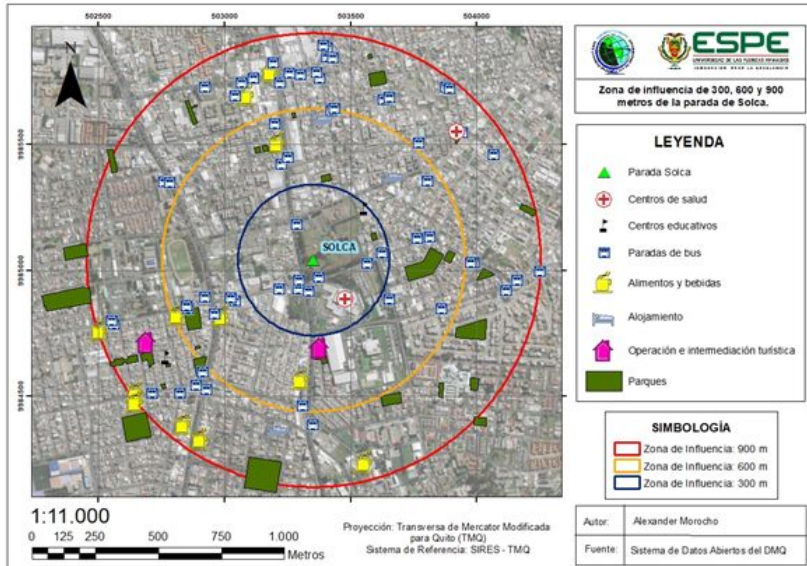 502500 503000 503500 504000
9985500
9985000
9984500
N
SOLCA
1:11.000
0 125 250 500 750 1.000
Metros
Proyección: Transversa de Mercator Modificada
para Quito (TMQ)
Sistema de Referencia: SIRES - TMQ
ESPE
UNIVERSIDAD DE LAS FUERZAS ARMADAS
INNOVACIÓN PARA LA EXCELENCIA
Zona de influencia de 300, 600 y 900
metros de la parada de Solca.
LEYENDA
Parada Solca
Centros de salud
Centros educativos
Paradas de bus
Alimentos y bebidas
Alojamiento
Operación e intermediación turística
Parques
SIMBOLOGÍA
Zona de Influencia: 900 m
Zona de Influencia: 600 m
Zona de Influencia: 300 m
Autor: Alexander Morocho
Fuente: Sistema de Datos Abiertos del DMQ